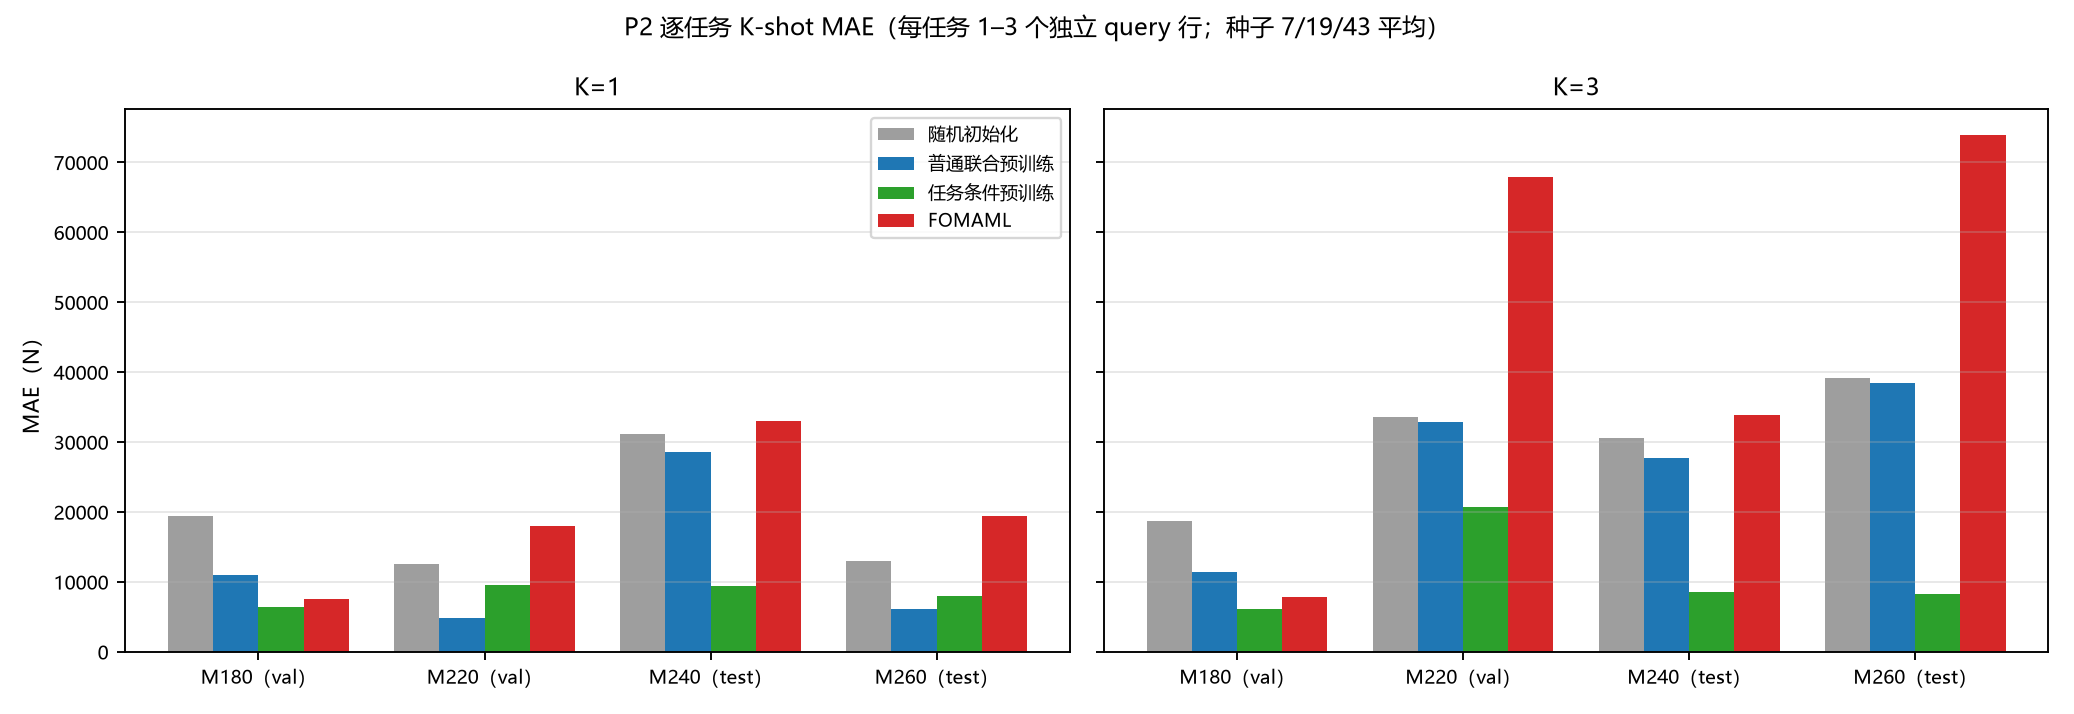 P2 逐任务 K-shot MAE（每任务 1–3 个独立 query 行；种子 7/19/43 平均）
K=1
K=3
随机初始化
普通联合预训练
任务条件预训练
FOMAML
MAE（N）
70000
60000
50000
40000
30000
20000
10000
0
M180（val）
M220（val）
M240（test）
M260（test）
M180（val）
M220（val）
M240（test）
M260（test）